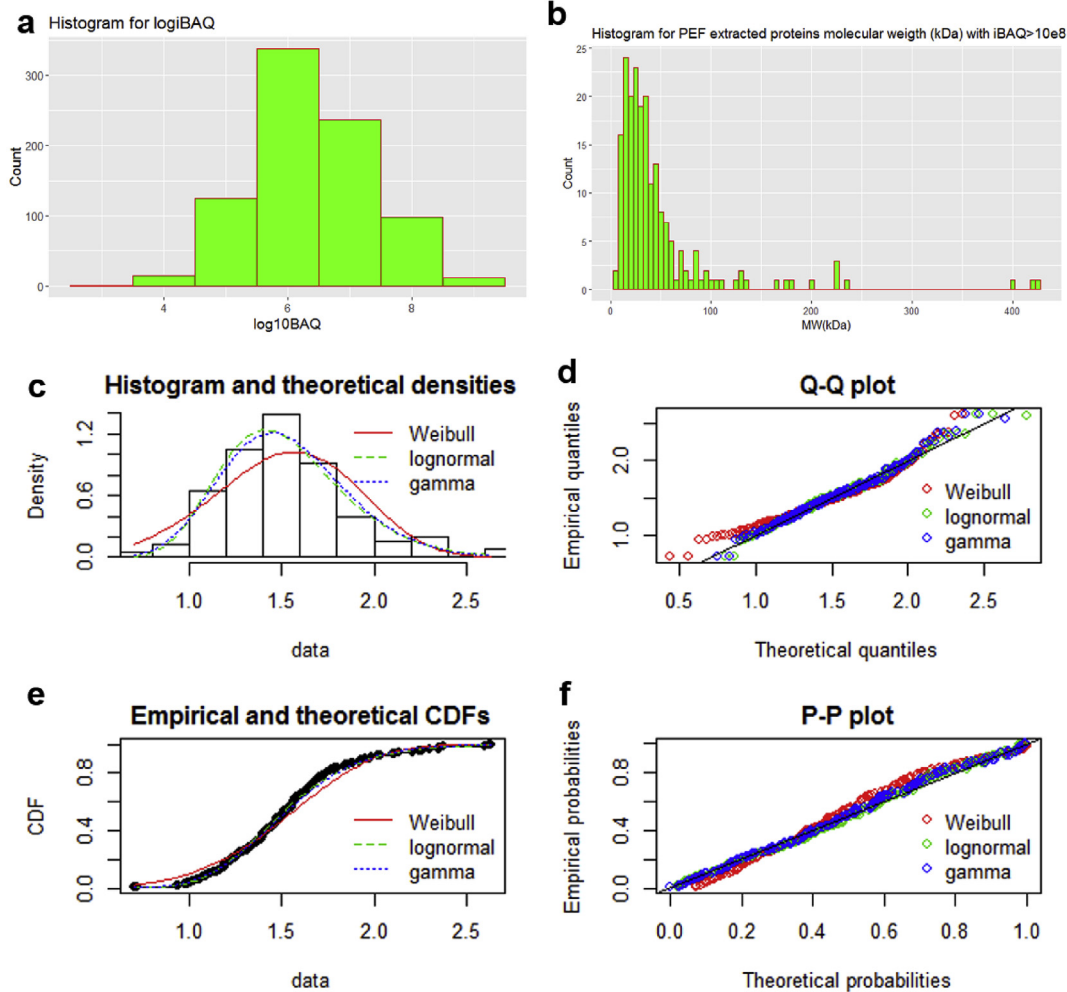 a
Histogram for logiBAQ
300
200
100
0
Count
4 6 8
log10BAQ
b
Histogram for PEF extracted proteins molecular weigth (kDa) with iBAQ>10e8
25
20
15
10
5
0
Count
0 100 200 300 400
MW(kDa)
c
Histogram and theoretical densities
Density
0.0 0.6 1.2
Weibull
lognormal
gamma
1.0 1.5 2.0 2.5
data
d
Q-Q plot
Empirical quantiles
1.0 2.0
Weibull
lognormal
gamma
0.5 1.0 1.5 2.0 2.5
Theoretical quantiles
e
Empirical and theoretical CDFs
CDF
0.0 0.4 0.8
Weibull
lognormal
gamma
1.0 1.5 2.0 2.5
data
f
P-P plot
Empirical probabilities
0.0 0.4 0.8
Weibull
lognormal
gamma
0.0 0.2 0.4 0.6 0.8 1.0
Theoretical probabilities